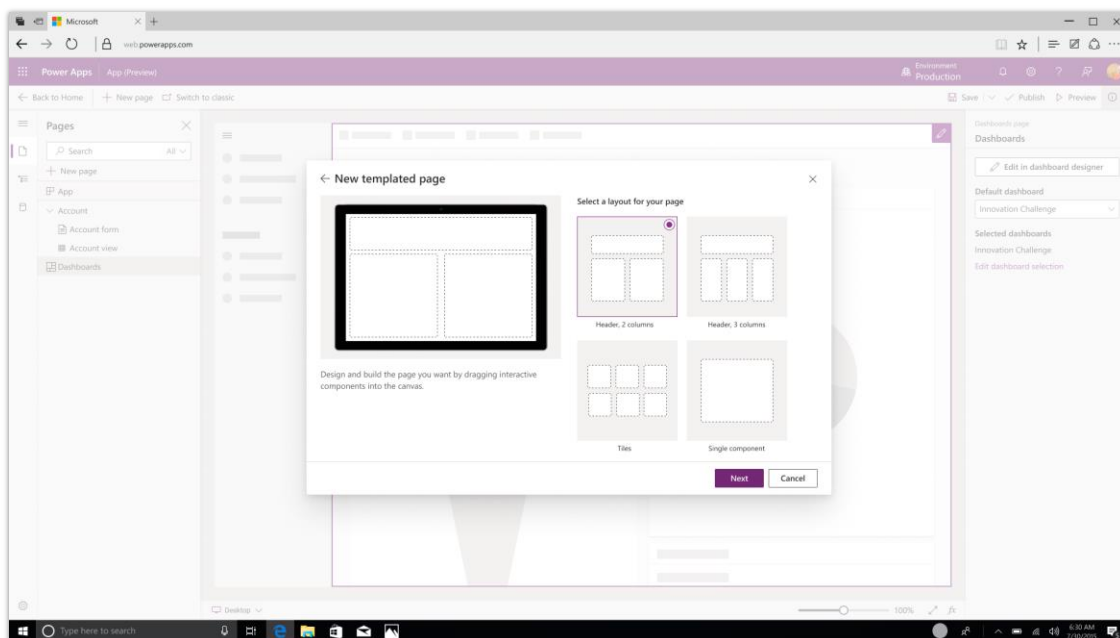 Microsoft
web.powerapps.com
Power Apps App (Preview)
Environment
Production
Back to Home New page Switch to classic
Save Publish Preview
Pages
Search All
New page
App
Account
Account form
Account view
Dashboards
New templated page
Design and build the page you want by dragging interactive
components into the canvas.
Select a layout for your page
Header, 2 columns
Header, 3 columns
Tiles
Single component
Next
Cancel
Dashboards page
Dashboards
Edit in dashboard designer
Default dashboard
Innovation Challenge
Selected dashboards
Innovation Challenge
Edit dashboard selection
Desktop
100%
Type here to search
6:30 AM
7/30/2019